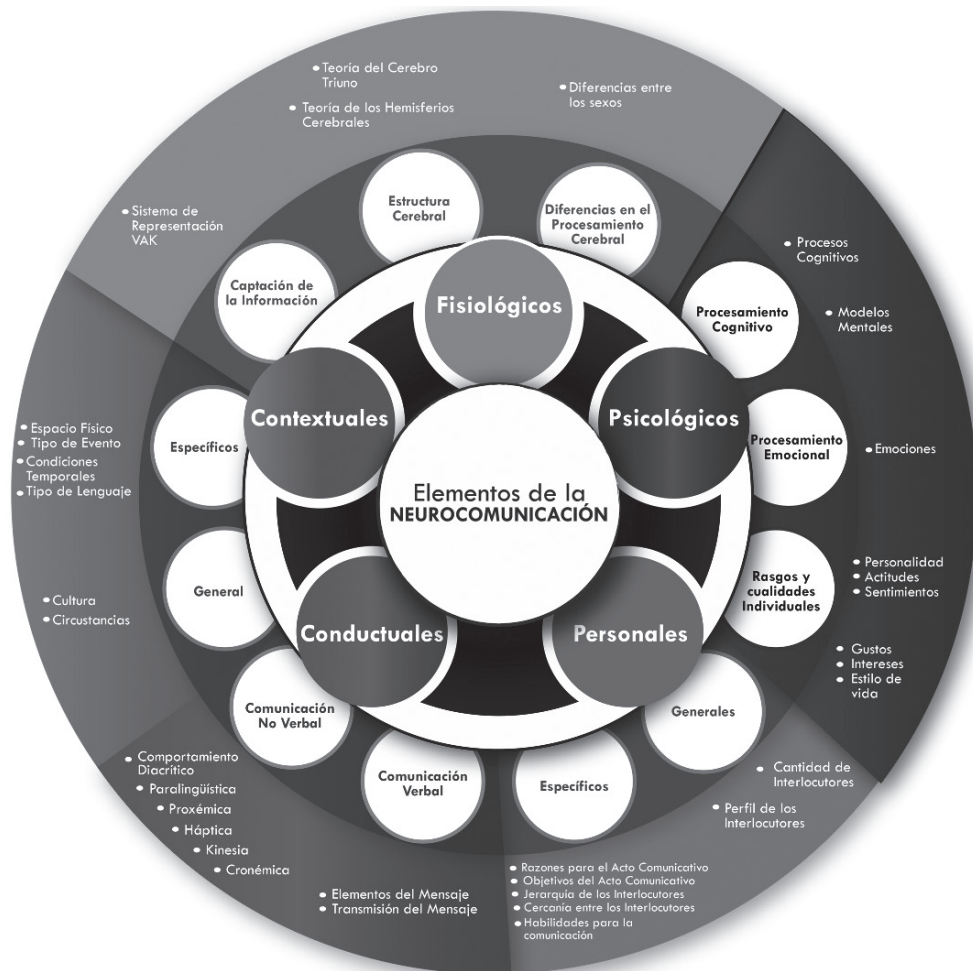 • Teoría del Cerebro
Triuno
• Teoría de los Hemisferios
Cerebrales
• Diferencias entre
los sexos
• Sistema de
Representación
VAK
Estructura
Cerebral
Diferencias en el
Procesamiento
Cerebral
Captación de
la Información
Fisiológicos
• Procesos
Cognitivos
• Modelos
Mentales
Procesamiento
Cognitivo
Contextuales
Psicológicos
• Espacio Físico
• Tipo de Evento
• Condiciones
Temporales
• Tipo de Lenguaje
Específicos
Procesamiento
Emocional
• Emociones
Elementos de la
NEUROCOMUNICACIÓN
General
• Cultura
• Circustancias
Rasgos y
cualidades
Individuales
• Personalidad
• Actitudes
• Sentimientos
• Gustos
• Intereses
• Estilo de
vida
Conductuales
Personales
Comunicación
No Verbal
Generales
Comunicación
Verbal
Específicos
• Cantidad de
Interlocutores
• Perfil de los
Interlocutores
• Comportamiento
Diacrítico
• Paralingüística
• Proxémica
• Háptica
• Kinesia
• Cronémica
• Elementos del Mensaje
• Transmisión del Mensaje
• Razones para el Acto Comunicativo
• Objetivos del Acto Comunicativo
• Jerarquía de los Interlocutores
• Cercanía entre los Interlocutores
• Habilidades para la
comunicación